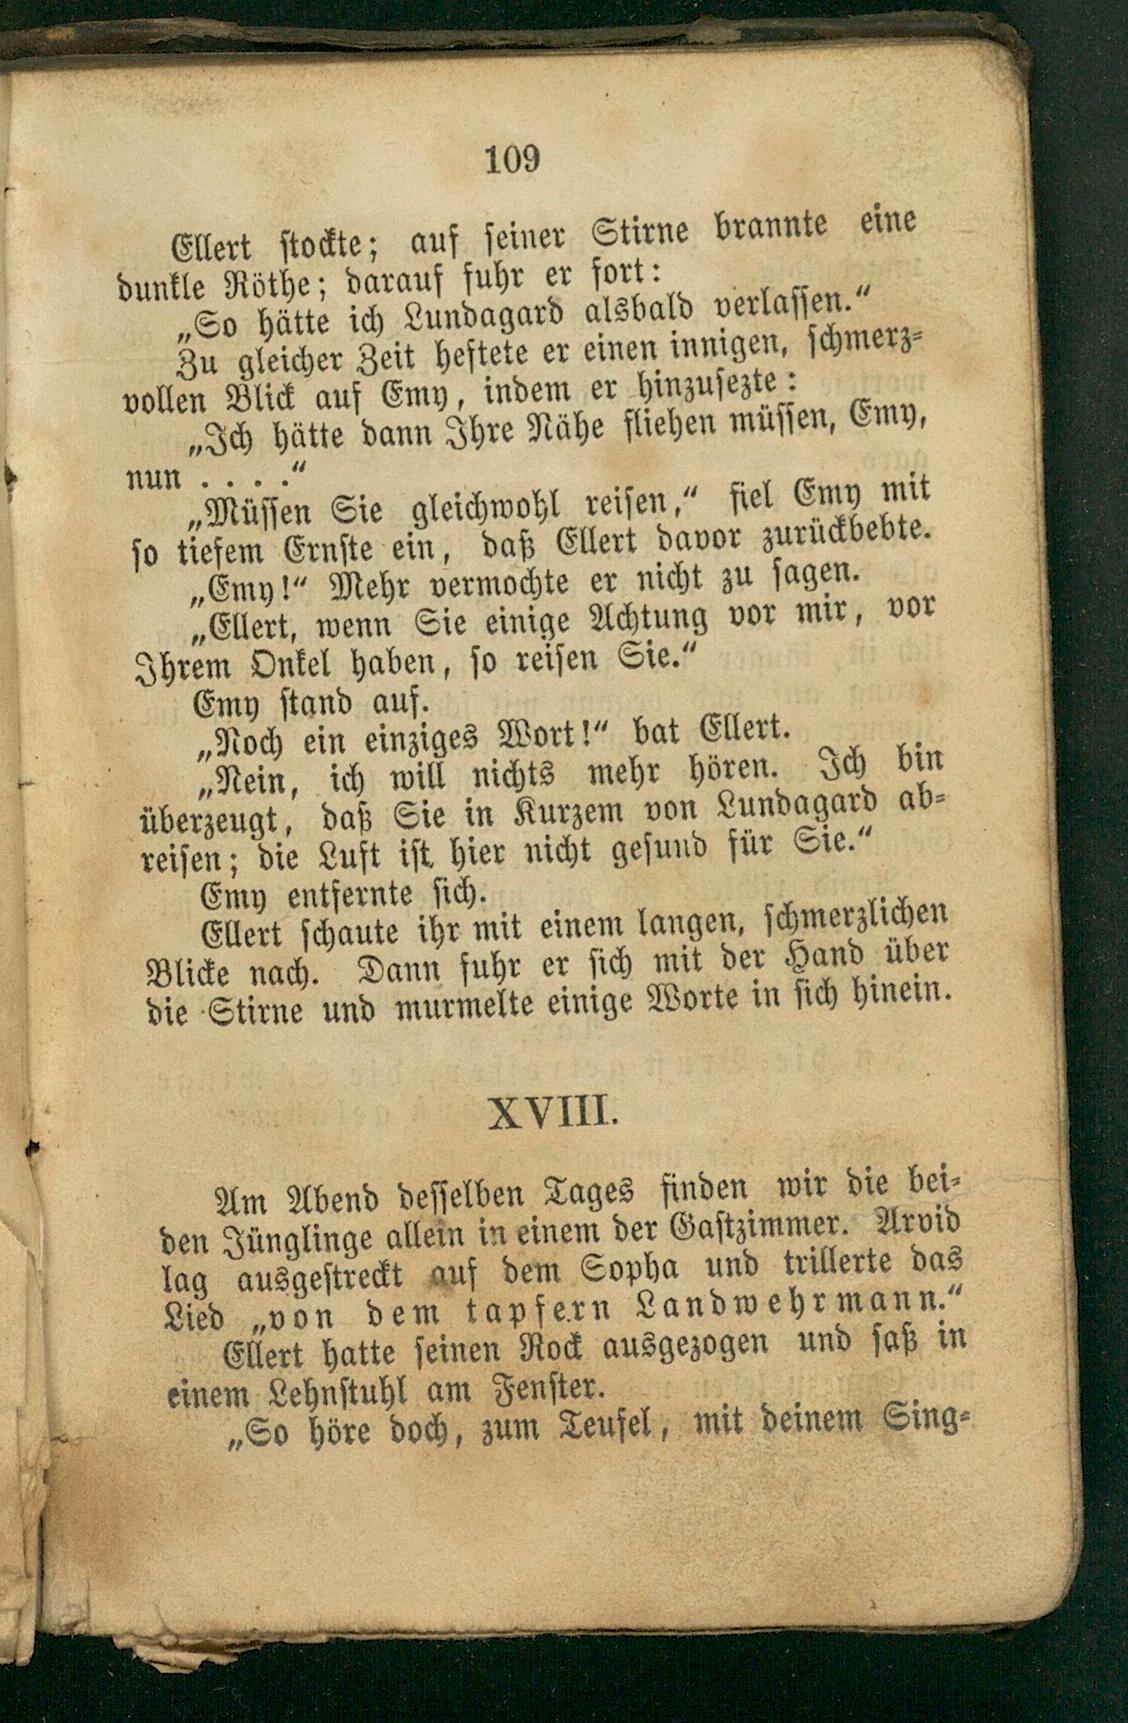 109
Ellert stockte; auf seiner Stirne brannte eine
dunkle Röthe; darauf fuhr er fort:
„So hätte ich Lundagard alsbald verlassen.“
Zu gleicher Zeit heftete er einen innigen, schmerz-
vollen Blick auf Emy, indem er hinzusezte:
„Ich hätte dann Ihre Nähe fliehen müssen, Emy,
nun . . . .“
„Müssen Sie gleichwohl reisen,“ fiel Emy mit
so tiefem Ernste ein, daß Ellert davor zurückbebte.
„Emy!“ Mehr vermochte er nicht zu sagen.
„Ellert, wenn Sie einige Achtung vor mir, vor
Ihrem Onkel haben, so reisen Sie.“
Emy stand auf.
„Noch ein einziges Wort!“ bat Ellert.
„Nein, ich will nichts mehr hören. Ich bin
überzeugt, daß Sie in Kurzem von Lundagard ab-
reisen; die Luft ist hier nicht gesund für Sie.“
Emy entfernte sich.
Ellert schaute ihr mit einem langen, schmerzlichen
Blicke nach. Dann fuhr er sich mit der Hand über
die Stirne und murmelte einige Worte in sich hinein.
XVIII.
Am Abend desselben Tages finden wir die bei-
den Jünglinge allein in einem der Gastzimmer. Arvid
lag ausgestreckt auf dem Sopha und trillerte das
Lied „von dem tapfern Landwehrmann.“
Ellert hatte seinen Rock ausgezogen und saß in
einem Lehnstuhl am Fenster.
„So höre doch, zum Teufel, mit deinem Sing-